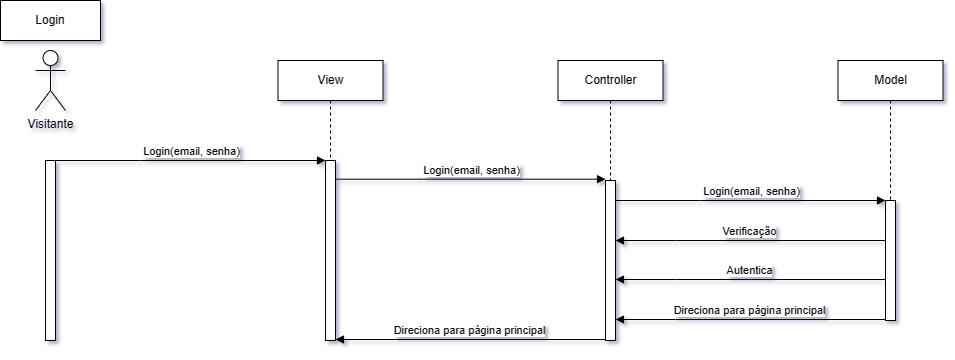 Login
Visitante
View
Controller
Model
Login(email, senha)
Login(email, senha)
Login(email, senha)
Verificação
Autentica
Direciona para página principal
Direciona para página principal